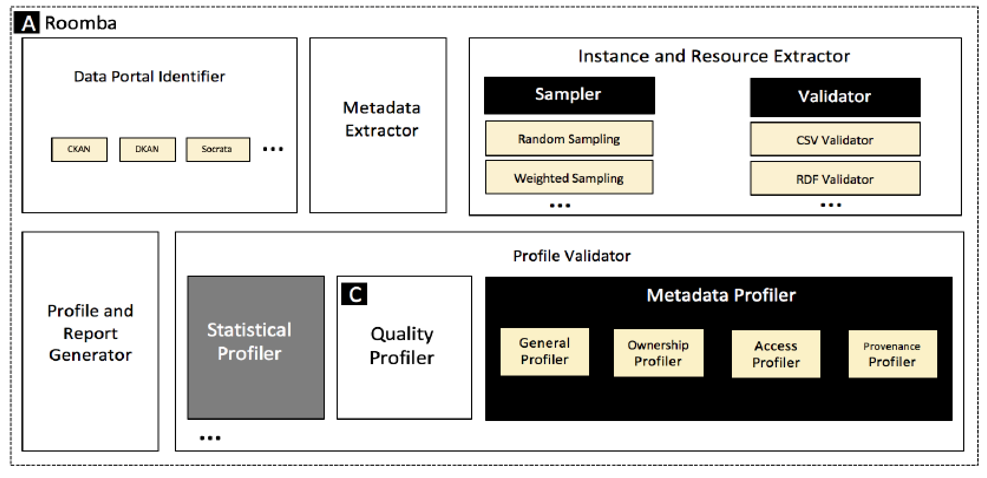 A Roomba
Data Portal Identifier
CKAN
DKAN
Socrata
...
Metadata
Extractor
Instance and Resource Extractor
Sampler
Random Sampling
Weighted Sampling
...
Validator
CSV Validator
RDF Validator
...
Profile and
Report
Generator
Profile Validator
Statistical
Profiler
...
C
Quality
Profiler
Metadata Profiler
General
Profiler
Ownership
Profiler
Access
Profiler
Provenance
Profiler